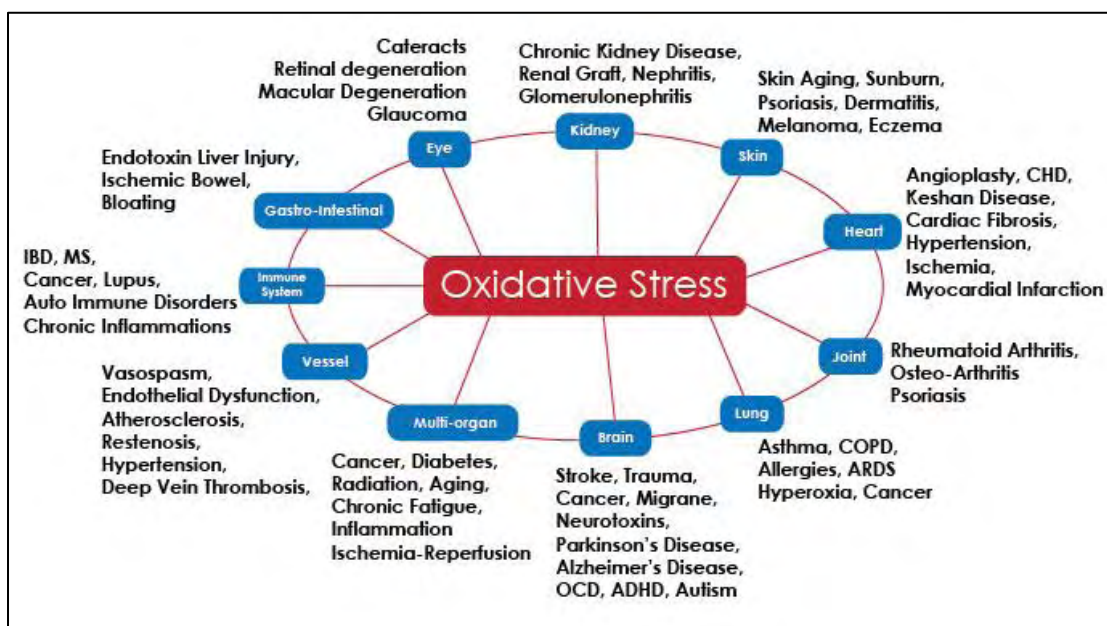 Cateracts
Retinal degeneration
Macular Degeneration
Glaucoma
Eye
Chronic Kidney Disease,
Renal Graft, Nephritis,
Glomerulonephritis
Kidney
Skin Aging, Sunburn,
Psoriasis, Dermatitis,
Melanoma, Eczema
Skin
Endotoxin Liver Injury,
Ischemic Bowel,
Bloating
Gastro-Intestinal
Angioplasty, CHD,
Keshan Disease,
Cardiac Fibrosis,
Hypertension,
Ischemia,
Myocardial Infarction
Heart
IBD, MS,
Cancer, Lupus,
Auto Immune Disorders
Chronic Inflammations
Immune
System
Oxidative Stress
Vessel
Vasospasm,
Endothelial Dysfunction,
Atherosclerosis,
Restenosis,
Hypertension,
Deep Vein Thrombosis,
Joint
Rheumatoid Arthritis,
Osteo-Arthritis
Psoriasis
Multi-organ
Cancer, Diabetes,
Radiation, Aging,
Chronic Fatigue,
Inflammation
Ischemia-Reperfusion
Brain
Stroke, Trauma,
Cancer, Migrane,
Neurotoxins,
Parkinson's Disease,
Alzheimer's Disease,
OCD, ADHD, Autism
Lung
Asthma, COPD,
Allergies, ARDS
Hyperoxia, Cancer